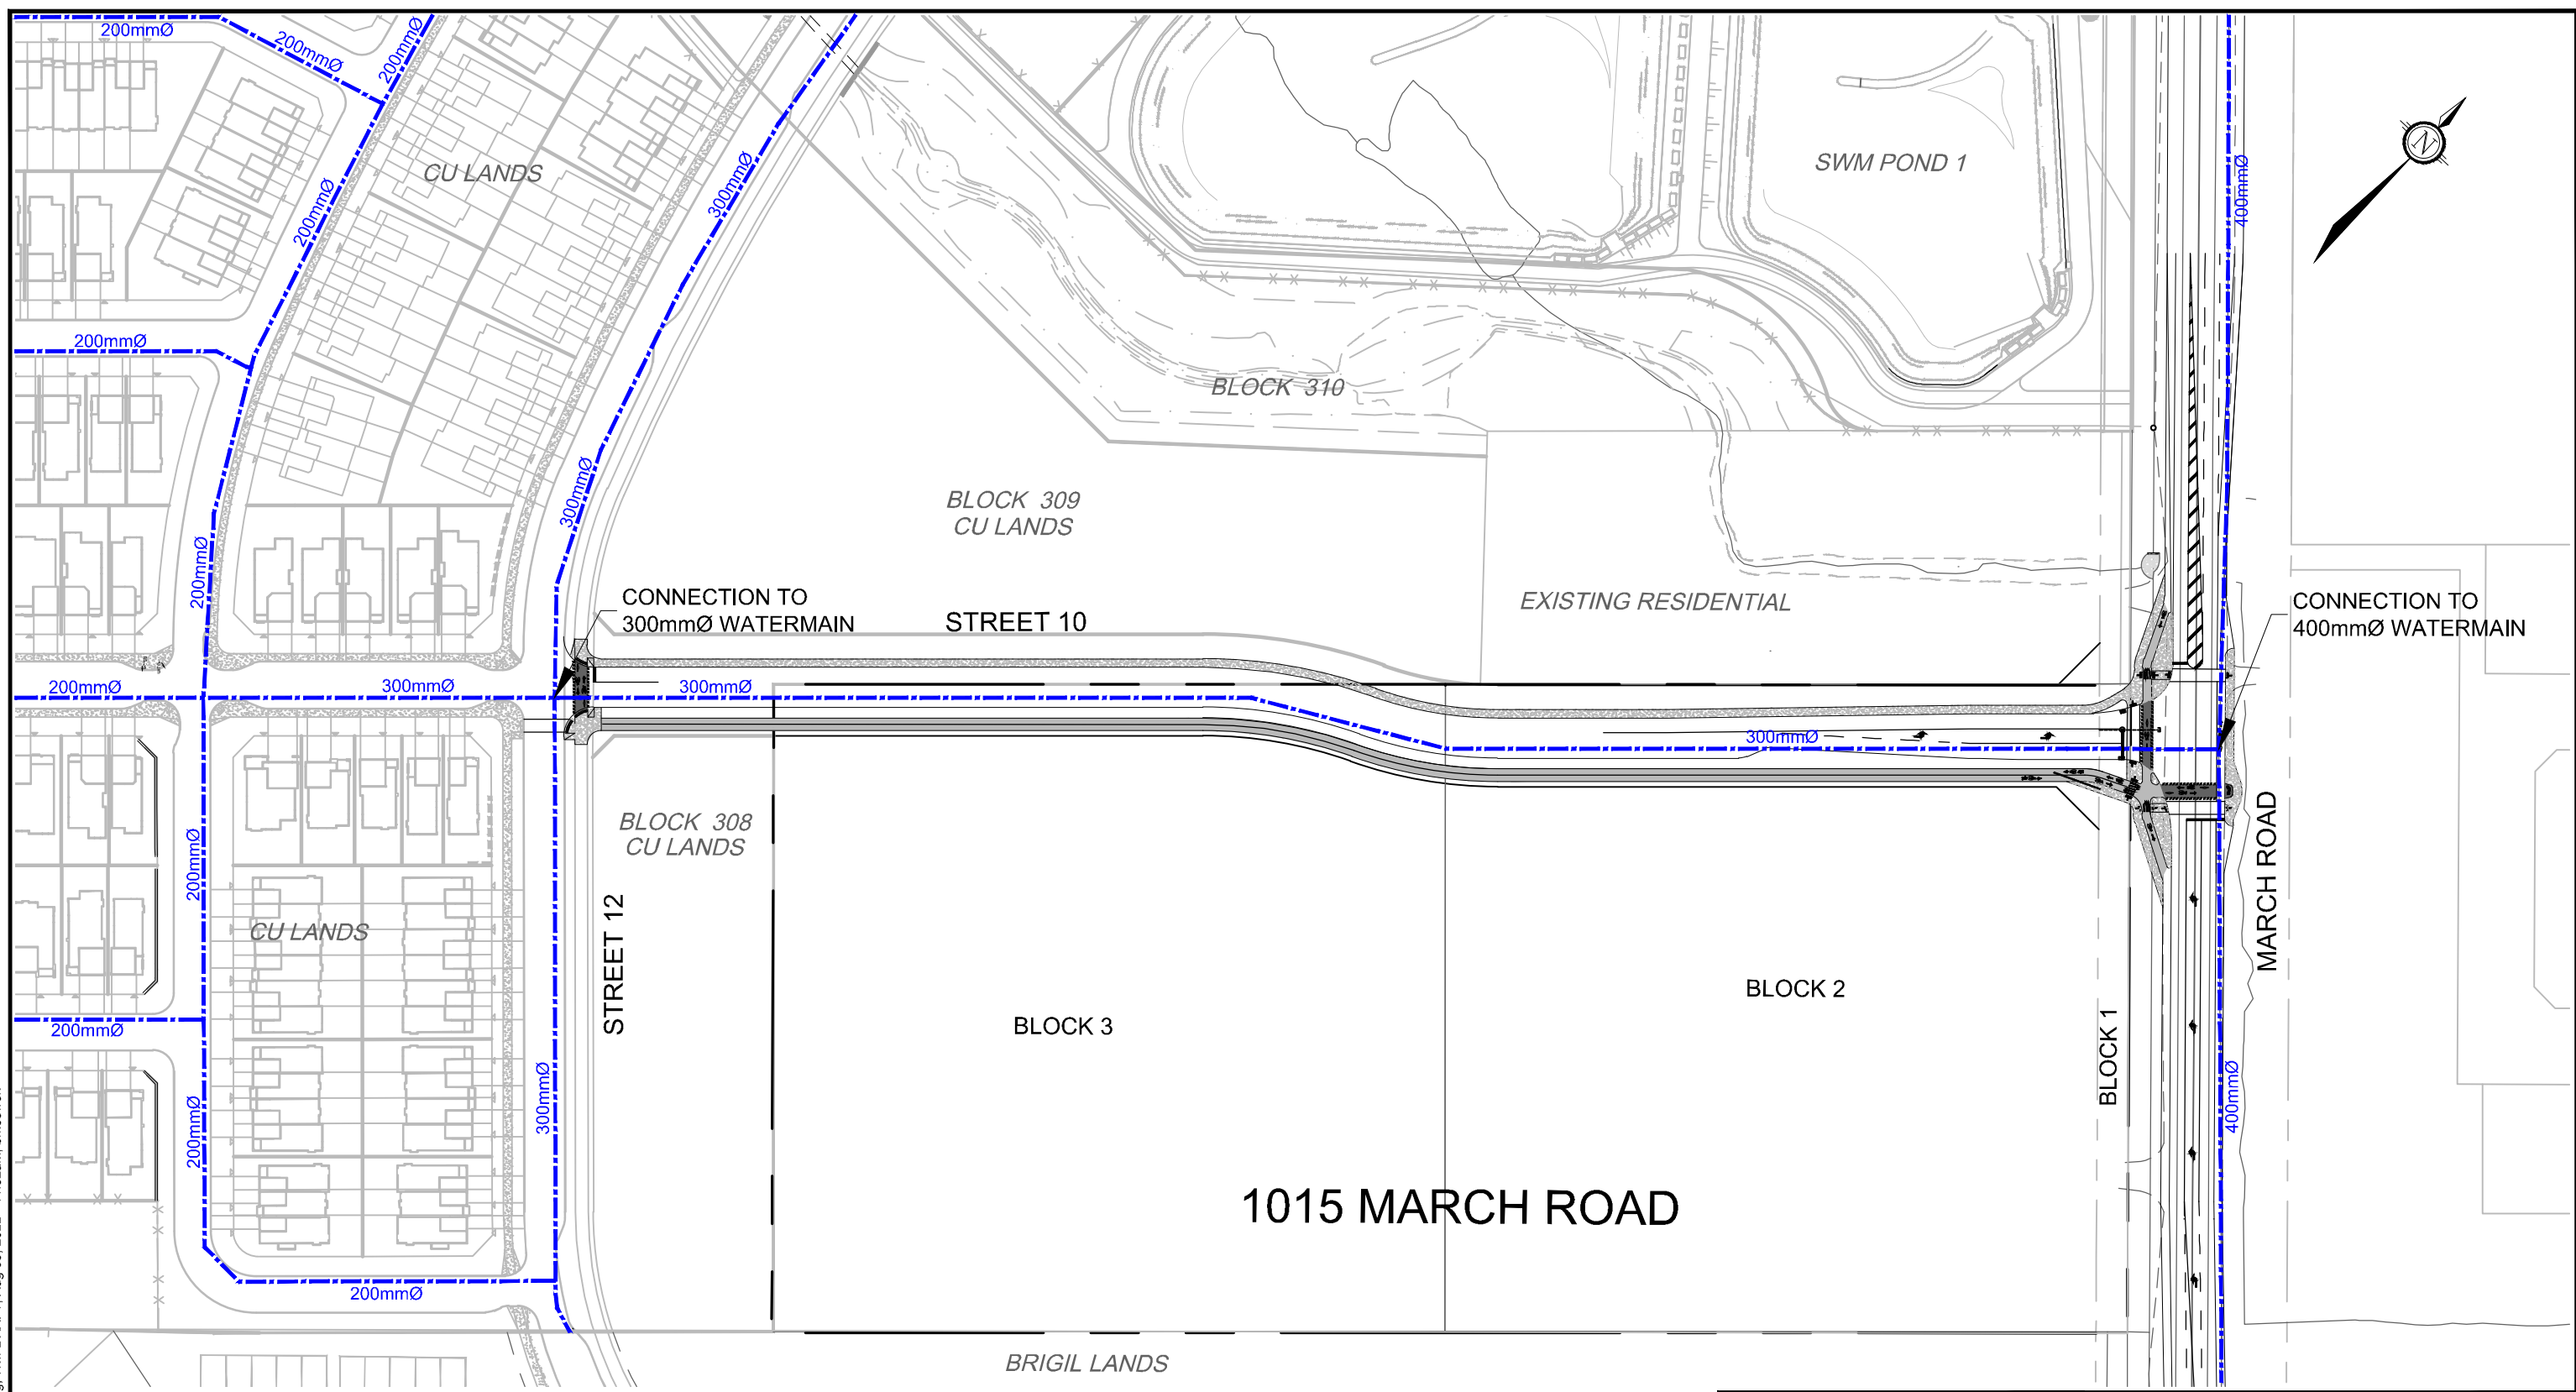 200mmØ
200mmØ
200mmØ
CU LANDS
300mmØ
SWM POND 1
400mmØ
N
200mmØ
200mmØ
BLOCK 310
300mmØ
BLOCK 309
CU LANDS
200mmØ
CONNECTION TO
300mmØ WATERMAIN
STREET 10
EXISTING RESIDENTIAL
CONNECTION TO
400mmØ WATERMAIN
200mmØ
300mmØ
300mmØ
300mmØ
BLOCK 308
CU LANDS
200mmØ
CU LANDS
STREET 12
MARCH ROAD
BLOCK 2
BLOCK 3
BLOCK 1
200mmØ
300mmØ
200mmØ
400mmØ
1015 MARCH ROAD
200mmØ
BRIGIL LANDS